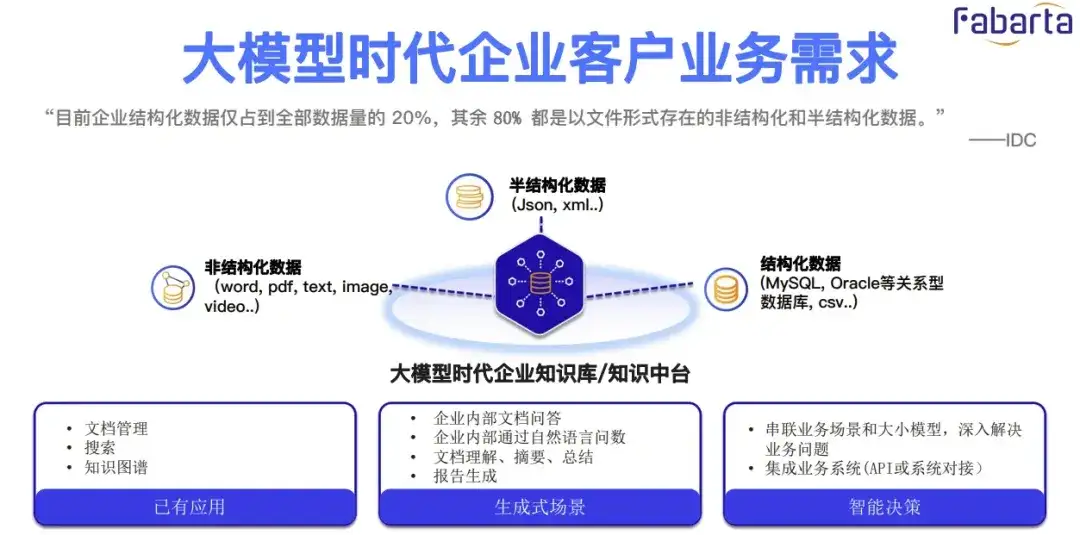 Fabarta
大模型时代企业客户业务需求
“目前企业结构化数据仅占到全部数据量的 20%，其余 80% 都是以文件形式存在的非结构化和半结构化数据。”
——IDC
半结构化数据
（Json, xml..）
非结构化数据
（word, pdf, text, image,
video..）
结构化数据
(MySQL, Oracle等关系型
数据库, csv..）
大模型时代企业知识库/知识中台
• 文档管理
• 搜索
• 知识图谱
已有应用
• 企业内部文档问答
• 企业内部通过自然语言问数
• 文档理解、摘要、总结
• 报告生成
生成式场景
• 串联业务场景和大小模型，深入解决
业务问题
• 集成业务系统(API或系统对接）
智能决策